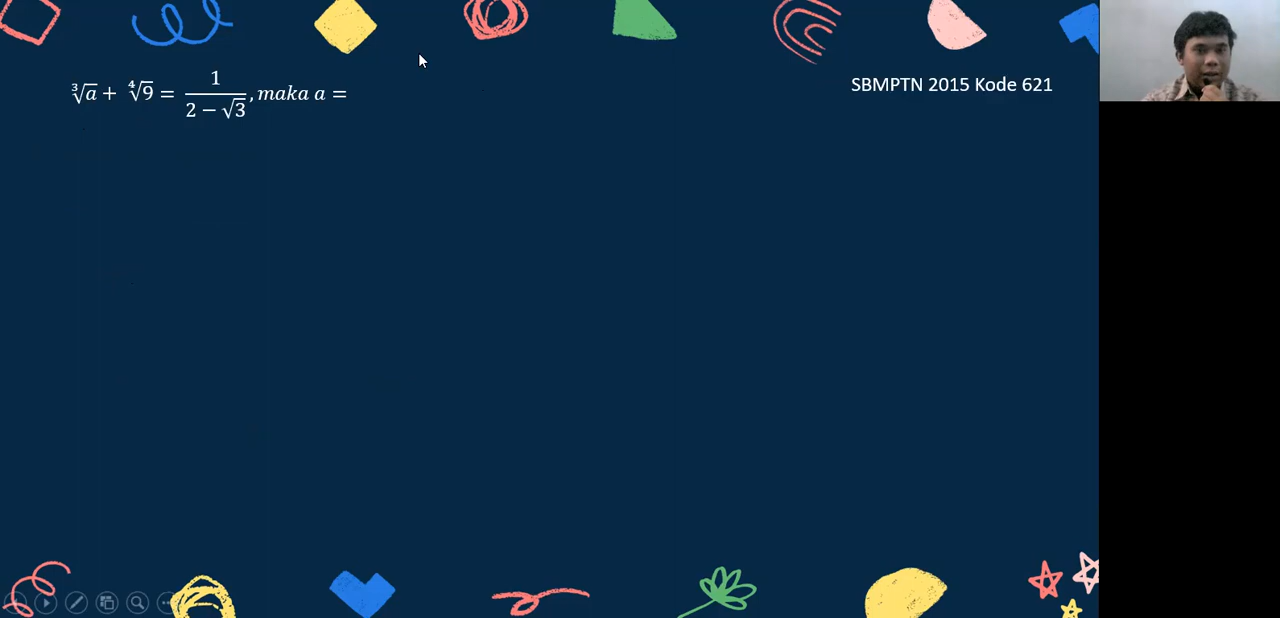 ∛a + ∜9 = 1/(2 − √3), maka a =
SBMPTN 2015 Kode 621